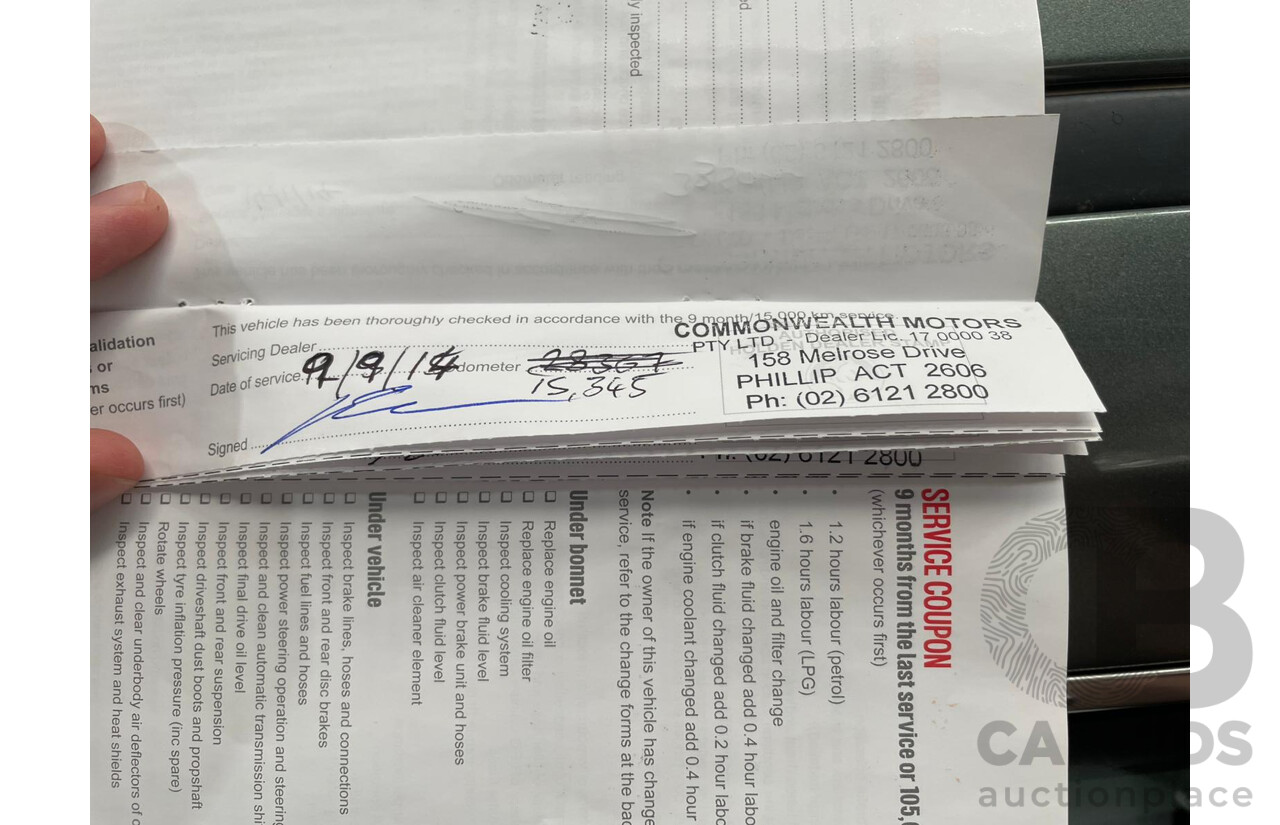 y inspected
This vehicle has been thoroughly checked in accordance with the 9 month/15,000 km service.
Servicing Dealer
Date of service 9/9/14 dometer 28367
15,345
Signed
COMMONWEALTH MOTORS
PTY LTD - Dealer Lic. 17 0000 38
158 Melrose Drive
PHILLIP ACT 2606
Ph: (02) 6121 2800
alidation
or
ms
er occurs first)
Ph: (02) 6121 2800
SERVICE COUPON
9 months from the last service or 105,0
(whichever occurs first)
• 1.2 hours labour (petrol)
• 1.6 hours labour (LPG)
• engine oil and filter change
• if brake fluid changed add 0.4 hour labo
• if clutch fluid changed add 0.2 hour labo
• if engine coolant changed add 0.4 hour
Note If the owner of this vehicle has change
service, refer to the change forms at the bac
Under bonnet
❑ Replace engine oil
❑ Replace engine oil filter
❑ Inspect cooling system
❑ Inspect brake fluid level
❑ Inspect power brake unit and hoses
❑ Inspect clutch fluid level
❑ Inspect air cleaner element
Under vehicle
❑ Inspect brake lines, hoses and connections
❑ Inspect front and rear disc brakes
❑ Inspect fuel lines and hoses
❑ Inspect power steering operation and steering
❑ Inspect and clean automatic transmission shi
❑ Inspect final drive oil level
❑ Inspect front and rear suspension
❑ Inspect driveshaft dust boots and propshaft
❑ Inspect tyre inflation pressure (inc spare)
❑ Rotate wheels
❑ Inspect and clear underbody air deflectors of d
❑ Inspect exhaust system and heat shields
auctionplace